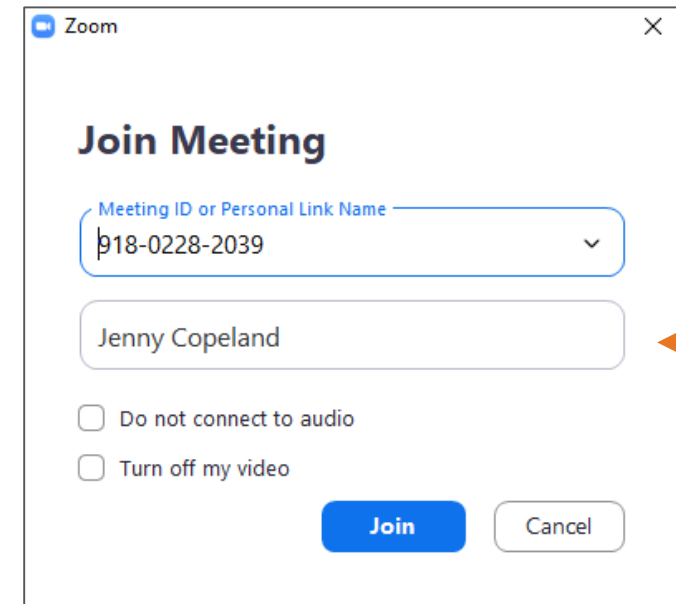 Zoom
Join Meeting
Meeting ID or Personal Link Name
918-0228-2039
Jenny Copeland
Do not connect to audio
Turn off my video
Join Cancel